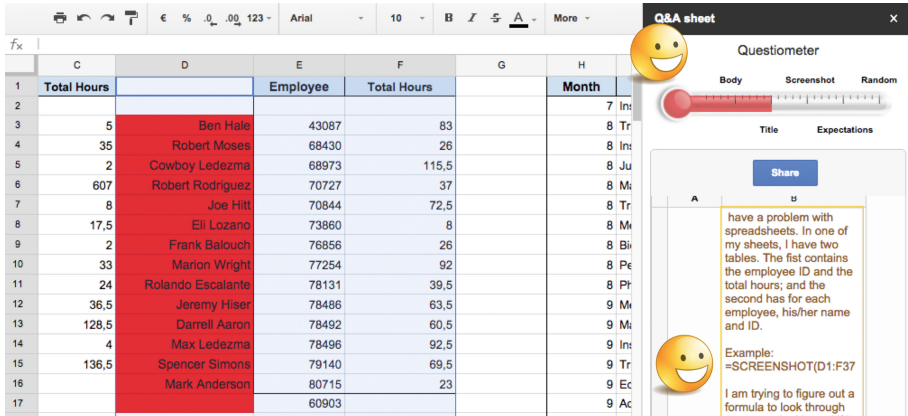 € % .0 .00 123 Arial 10 B I S A More
Q&A sheet x
fx
Questiometer
C D E F G H
Body Screenshot Random
Title Expectations
Share
A B
1 Total Hours Employee Total Hours Month
2 7 Ins
3 5 Ben Hale 43087 83 8 Tr
4 35 Robert Moses 68430 26 8 Ins
5 2 Cowboy Ledezma 68973 115,5 8 Ju
6 607 Robert Rodriguez 70727 37 8 Ma
7 8 Joe Hitt 70844 72,5 8 Tr
8 17,5 Eli Lozano 73860 8 8 Me
9 2 Frank Balouch 76856 26 8 Bi
10 33 Marion Wright 77254 92 8 Pe
11 24 Rolando Escalante 78131 39,5 8 Ph
12 36,5 Jeremy Hiser 78486 63,5 9 Me
13 128,5 Darrell Aaron 78492 60,5 9 Ma
14 4 Max Ledezma 78496 92,5 9 Ins
15 136,5 Spencer Simons 79140 69,5 9 Tr
16 Mark Anderson 80715 23 9 Ec
17 60903 9 Ac
have a problem with
spreadsheets. In one of
my sheets, I have two
tables. The fist contains
the employee ID and the
total hours; and the
second has for each
employee, his/her name
and ID.
Example:
=SCREENSHOT(D1:F37
I am trying to figure out a
formula to look through